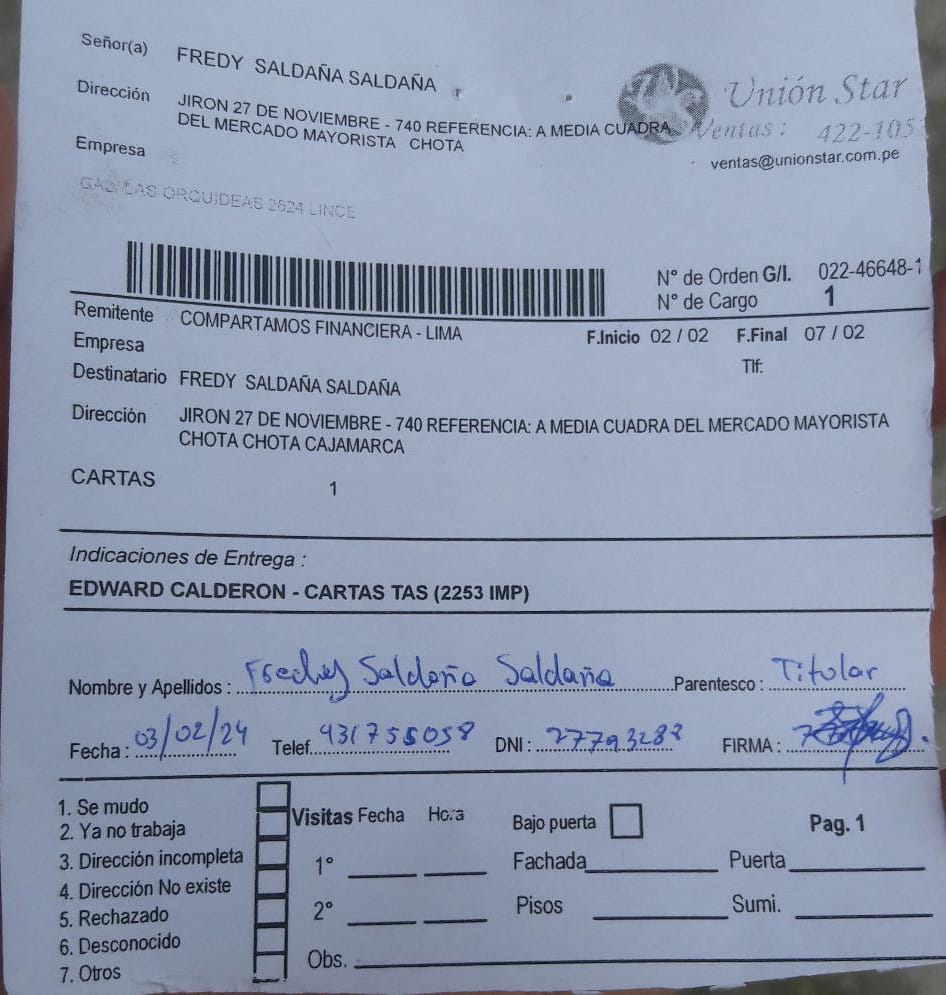 Señor(a) FREDY SALDAÑA SALDAÑA
Unión Star
Dirección JIRON 27 DE NOVIEMBRE - 740 REFERENCIA: A MEDIA CUADRA
DEL MERCADO MAYORISTA CHOTA
Ventas: 422-105
ventas@unionstar.com.pe
Empresa
LAS ORQUIDEAS 2624 LINCE
N° de Orden G/I. 022-46648-1
N° de Cargo 1
Remitente COMPARTAMOS FINANCIERA - LIMA
F.Inicio 02 / 02 F.Final 07 / 02
Empresa
Tlf:
Destinatario FREDY SALDAÑA SALDAÑA
Dirección JIRON 27 DE NOVIEMBRE - 740 REFERENCIA: A MEDIA CUADRA DEL MERCADO MAYORISTA
CHOTA CHOTA CAJAMARCA
CARTAS 1
Indicaciones de Entrega :
EDWARD CALDERON - CARTAS TAS (2253 IMP)
Nombre y Apellidos : Fredy Saldaña Saldaña Parentesco : Titular
Fecha : 03/02/24 Telef. 931755058 DNI : 27793283 FIRMA :
1. Se mudo
2. Ya no trabaja
3. Dirección incompleta
4. Dirección No existe
5. Rechazado
6. Desconocido
7. Otros
Visitas Fecha Hora
1°
2°
Obs.
Bajo puerta
Pag. 1
Fachada Puerta
Pisos Sumi.